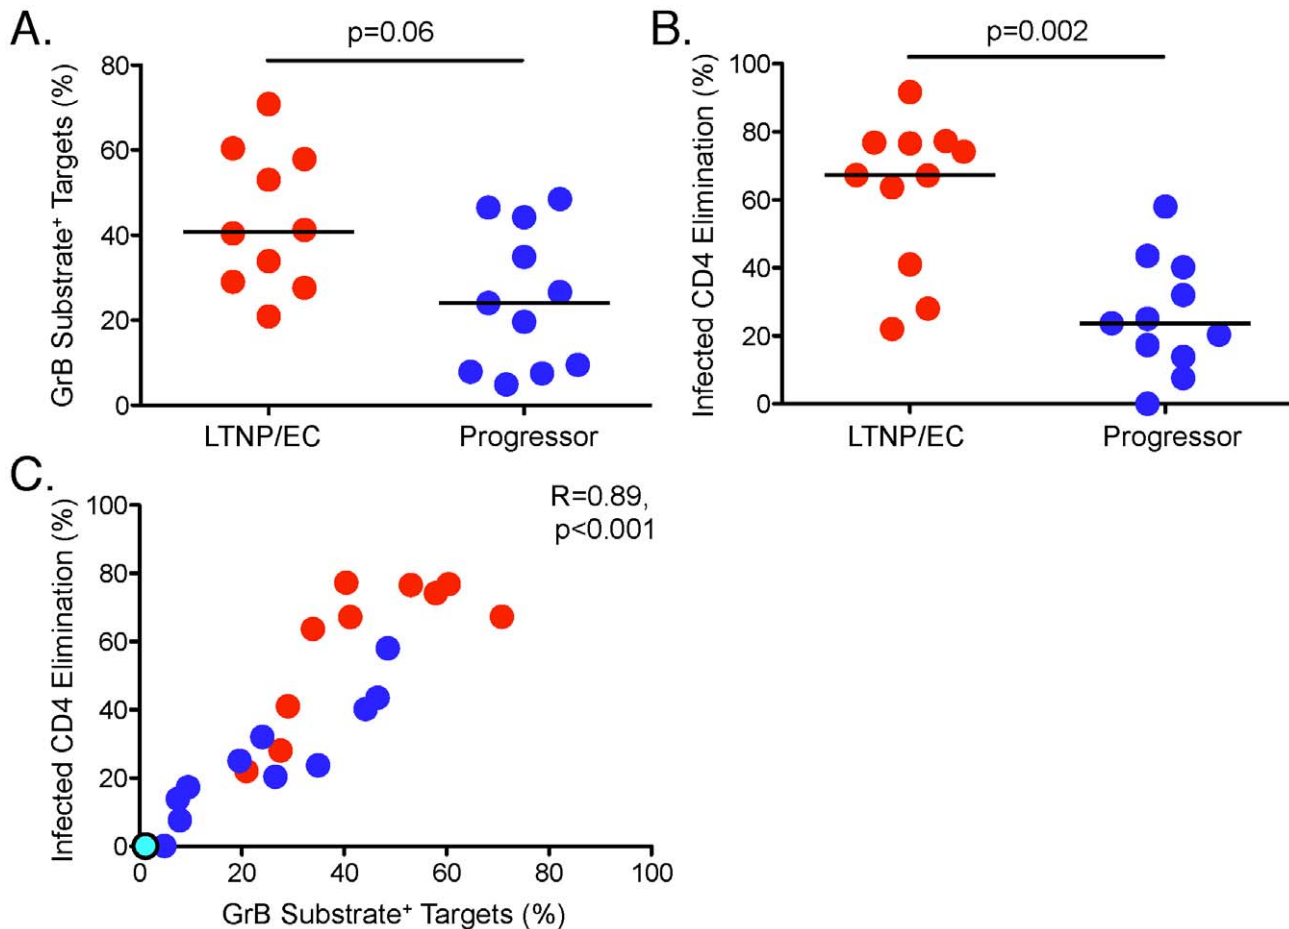 A.
p=0.06
GrB Substrate⁺ Targets (%)
80
60
40
20
0
LTNP/EC Progressor
B.
p=0.002
Infected CD4 Elimination (%)
100
80
60
40
20
0
LTNP/EC Progressor
C.
R=0.89,
p<0.001
Infected CD4 Elimination (%)
100
80
60
40
20
0
0 20 40 60 80 100
GrB Substrate⁺ Targets (%)